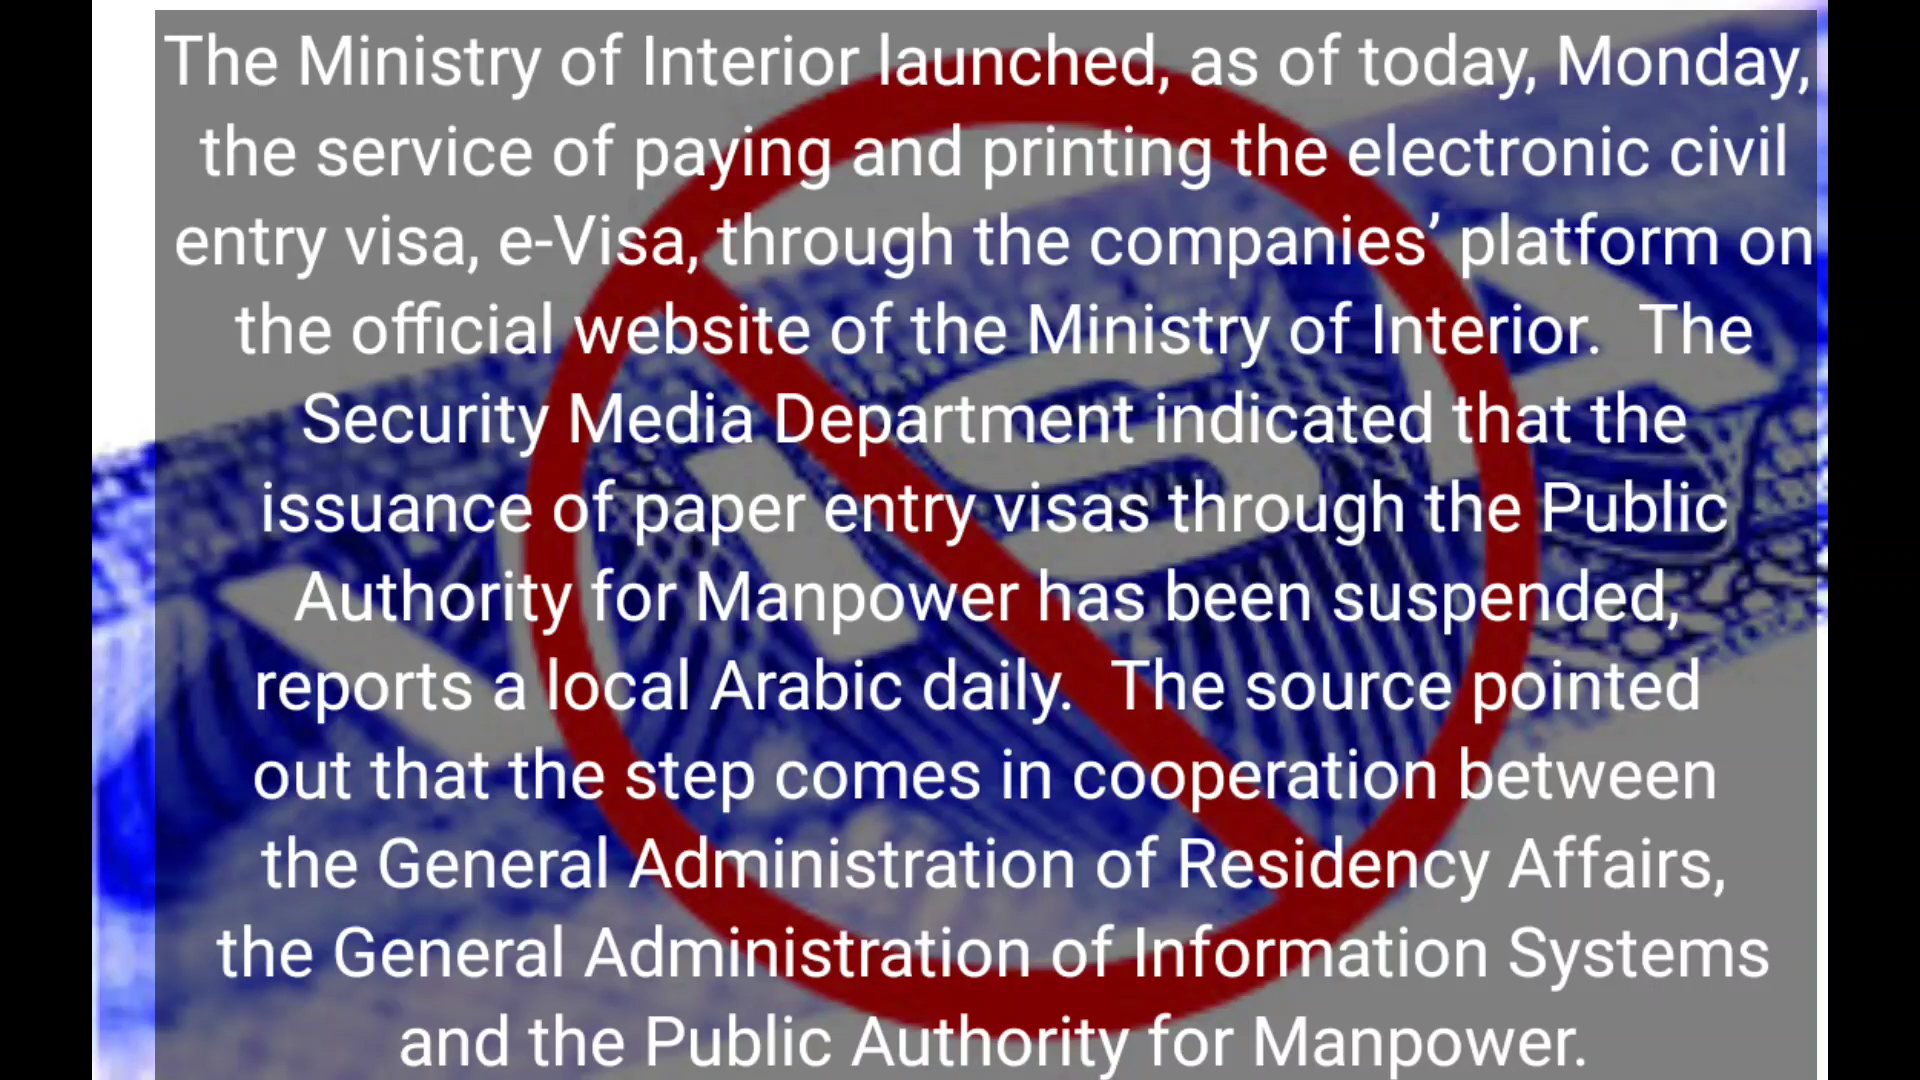 The Ministry of Interior launched, as of today, Monday,
the service of paying and printing the electronic civil
entry visa, e-Visa, through the companies’ platform on
the official website of the Ministry of Interior.  The
Security Media Department indicated that the
issuance of paper entry visas through the Public
Authority for Manpower has been suspended,
reports a local Arabic daily.  The source pointed
out that the step comes in cooperation between
the General Administration of Residency Affairs,
the General Administration of Information Systems
and the Public Authority for Manpower.
VISA